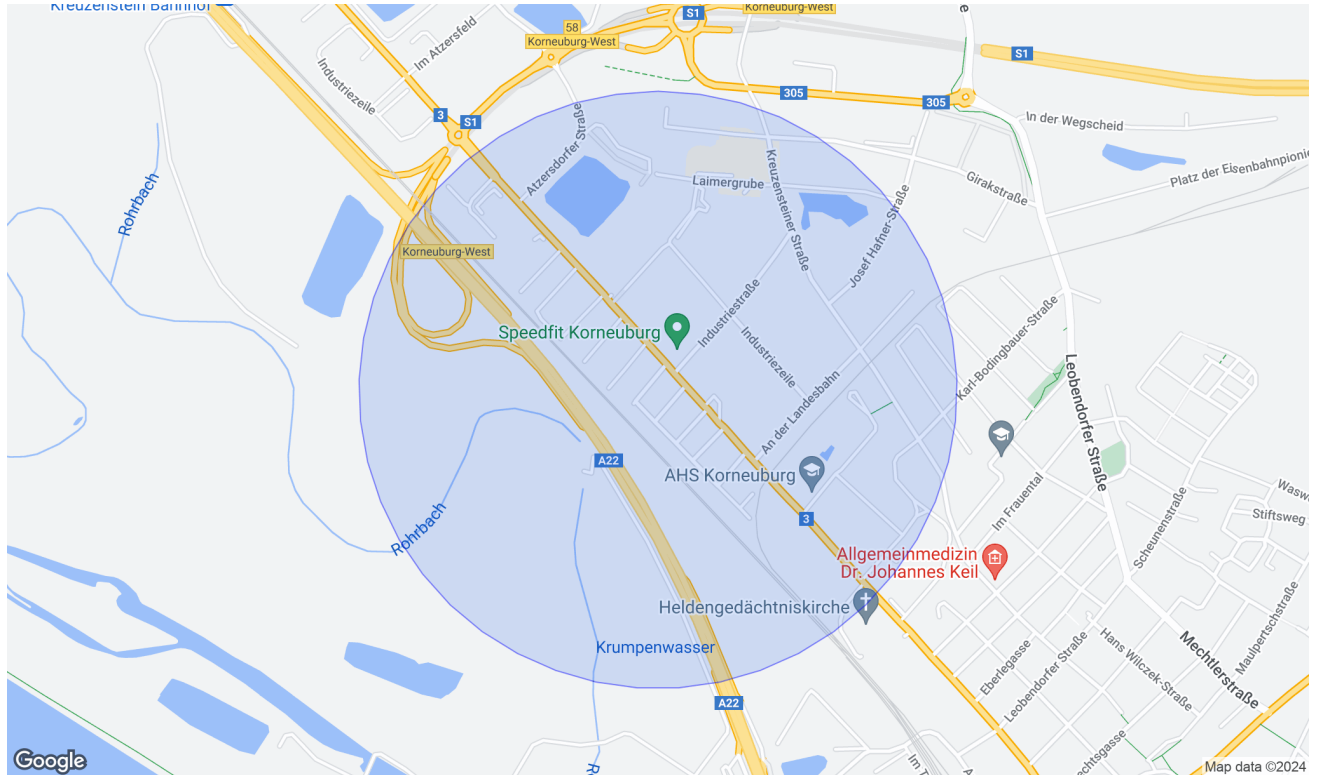 Kreuzenstein Bahnhof
S1
Korneuburg-West
58
Korneuburg-West
Im Atzersfeld
Industriezeile
S1
3
S1
305
305
In der Wegscheid
Atzersdorfer Straße
Kreuzensteiner Straße
Platz der Eisenbahnpionie
Laimergrube
Girakstraße
Rohrbach
Josef Hafner-Straße
Korneuburg-West
Industriestraße
Speedfit Korneuburg
Industriezeile
Karl-Bodingbauer-Straße
Leobendorfer Straße
An der Landesbahn
A22
AHS Korneuburg
Im Frauental
Scheunenstraße
Stiftsweg
Rohrbach
3
Allgemeinmedizin
Dr. Johannes Keil
Heldengedächtniskirche
Krumpenwasser
Eberlegasse
Leobendorfer Straße
Hans Wilczek-Straße
Mechtlerstraße
Maulpertschstraße
A22
Google
Map data ©2024